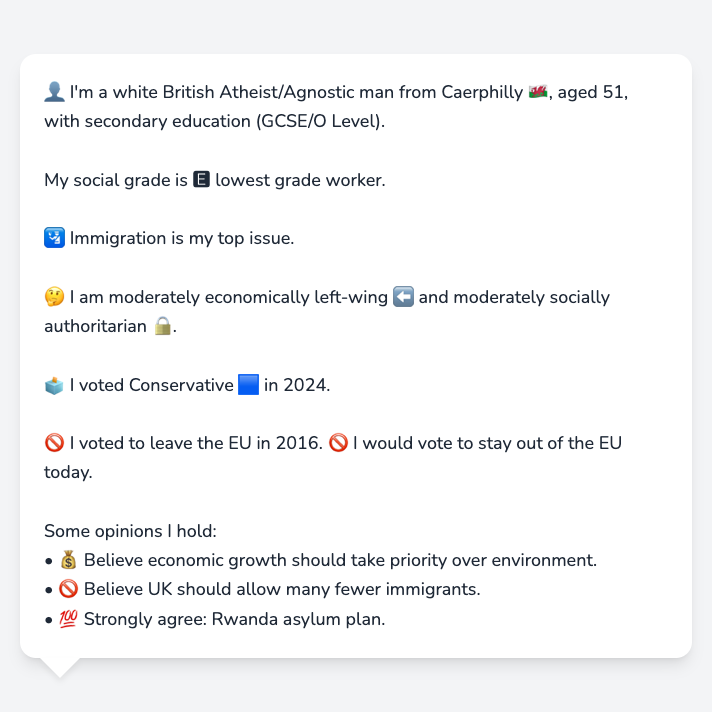 👤 I'm a white British Atheist/Agnostic man from Caerphilly 🏴󠁧󠁢󠁷󠁬󠁳󠁿, aged 51,
with secondary education (GCSE/O Level).
My social grade is 🅴 lowest grade worker.
🛂 Immigration is my top issue.
🤔 I am moderately economically left-wing ⬅️ and moderately socially
authoritarian 🔒.
🗳️ I voted Conservative 🟦 in 2024.
🚫 I voted to leave the EU in 2016. 🚫 I would vote to stay out of the EU
today.
Some opinions I hold:
• 💰 Believe economic growth should take priority over environment.
• 🚫 Believe UK should allow many fewer immigrants.
• 💯 Strongly agree: Rwanda asylum plan.